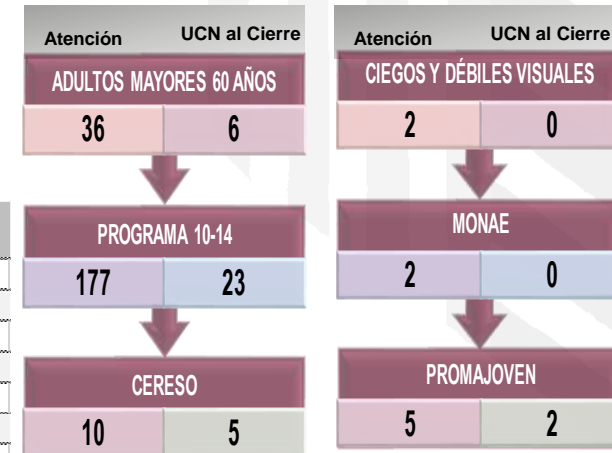 Atención UCN al Cierre
ADULTOS MAYORES 60 AÑOS
36 6
PROGRAMA 10-14
177 23
CERESO
10 5
Atención UCN al Cierre
CIEGOS Y DÉBILES VISUALES
2 0
MONAE
2 0
PROMAJOVEN
5 2